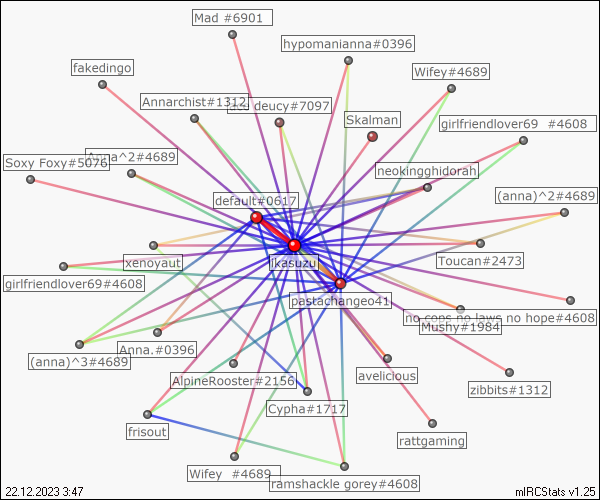 Mad #6901
hypomanianna#0396
fakedingo
Wifey#4689
Annarchist#1312
deucy#7097
Skalman
girlfriendlover69 #4608
Soxy Foxy#5076
Anna^2#4689
neokingghidorah
default#0617
(anna)^2#4689
xenoyaut
ikasuzu
Toucan#2473
girlfriendlover69#4608
pastachangeo41
no cops no laws no hope#4608
Mushy#1984
(anna)^3#4689
Anna.#0396
AlpineRooster#2156
avelicious
zibbits#1312
Cypha#1717
frisout
rattgaming
Wifey #4689
ramshackle gorey#4608
22.12.2023 3:47
mIRCStats v1.25